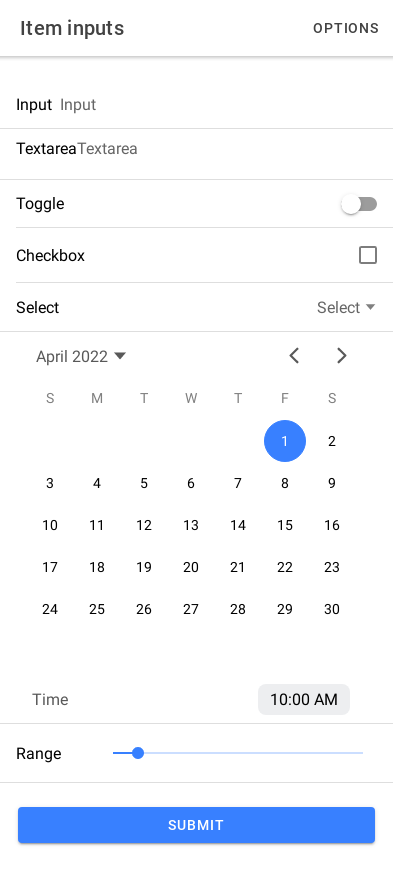 Item inputs OPTIONS
Input Input
Textarea Textarea
Toggle
Checkbox
Select Select
April 2022
S M T W T F S
1 2
3 4 5 6 7 8 9
10 11 12 13 14 15 16
17 18 19 20 21 22 23
24 25 26 27 28 29 30
Time 10:00 AM
Range
SUBMIT